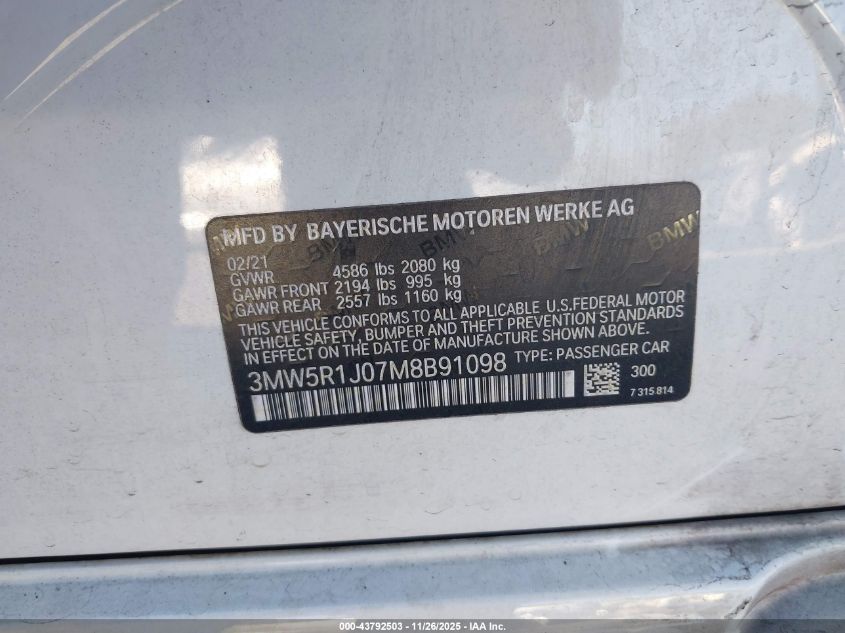 MFD BY BAYERISCHE MOTOREN WERKE AG
02/21
GVWR 4586 lbs 2080 kg
GAWR FRONT 2194 lbs 995 kg
GAWR REAR 2557 lbs 1160 kg
THIS VEHICLE CONFORMS TO ALL APPLICABLE U.S.FEDERAL MOTOR
VEHICLE SAFETY, BUMPER AND THEFT PREVENTION STANDARDS
IN EFFECT ON THE DATE OF MANUFACTURE SHOWN ABOVE.
3MW5R1J07M8B91098 TYPE: PASSENGER CAR
300
7 315 814
BMW
BMW
BMW
000-43792503 - 11/26/2025 - IAA Inc.